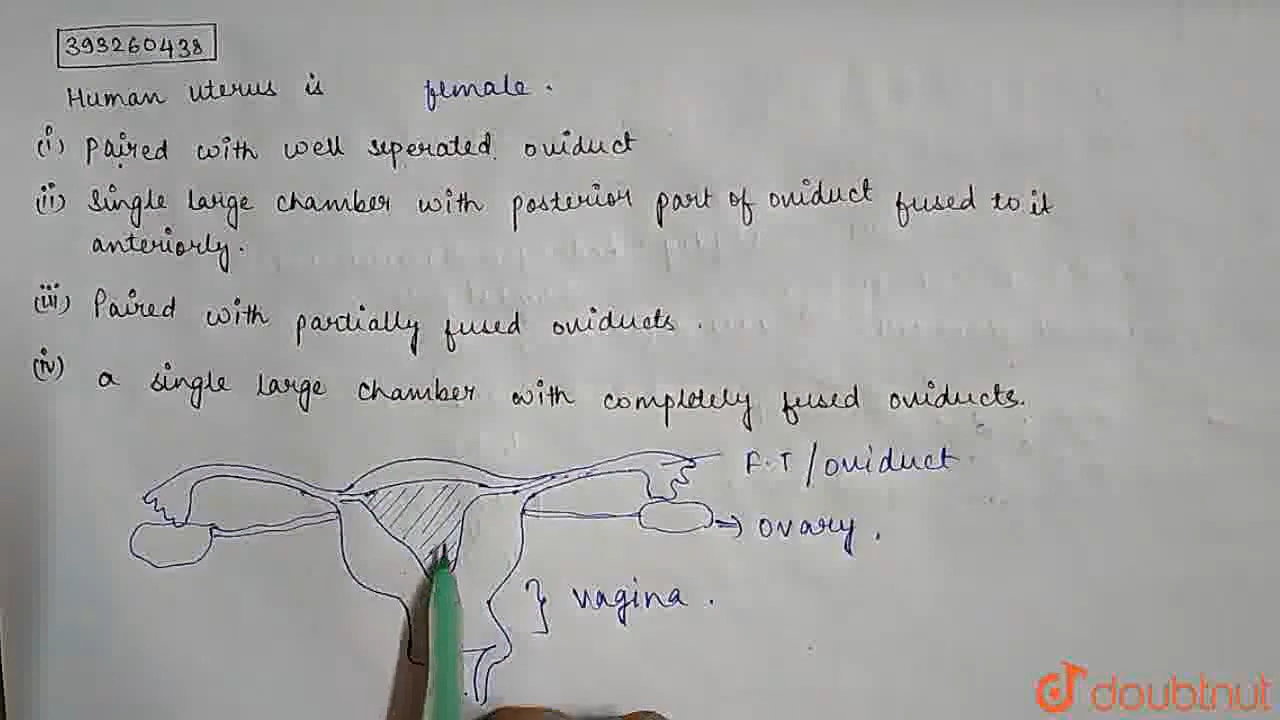 393260438
Human uterus is female.
(i) Paired with well seperated oviduct
(ii) Single large chamber with posterior part of oviduct fused to it
anteriorly.
(iii) Paired with partially fused oviducts.
(iv) a single large chamber with completely fused oviducts.
F.T / oviduct
→ ovary.
} vagina.
doubtnut